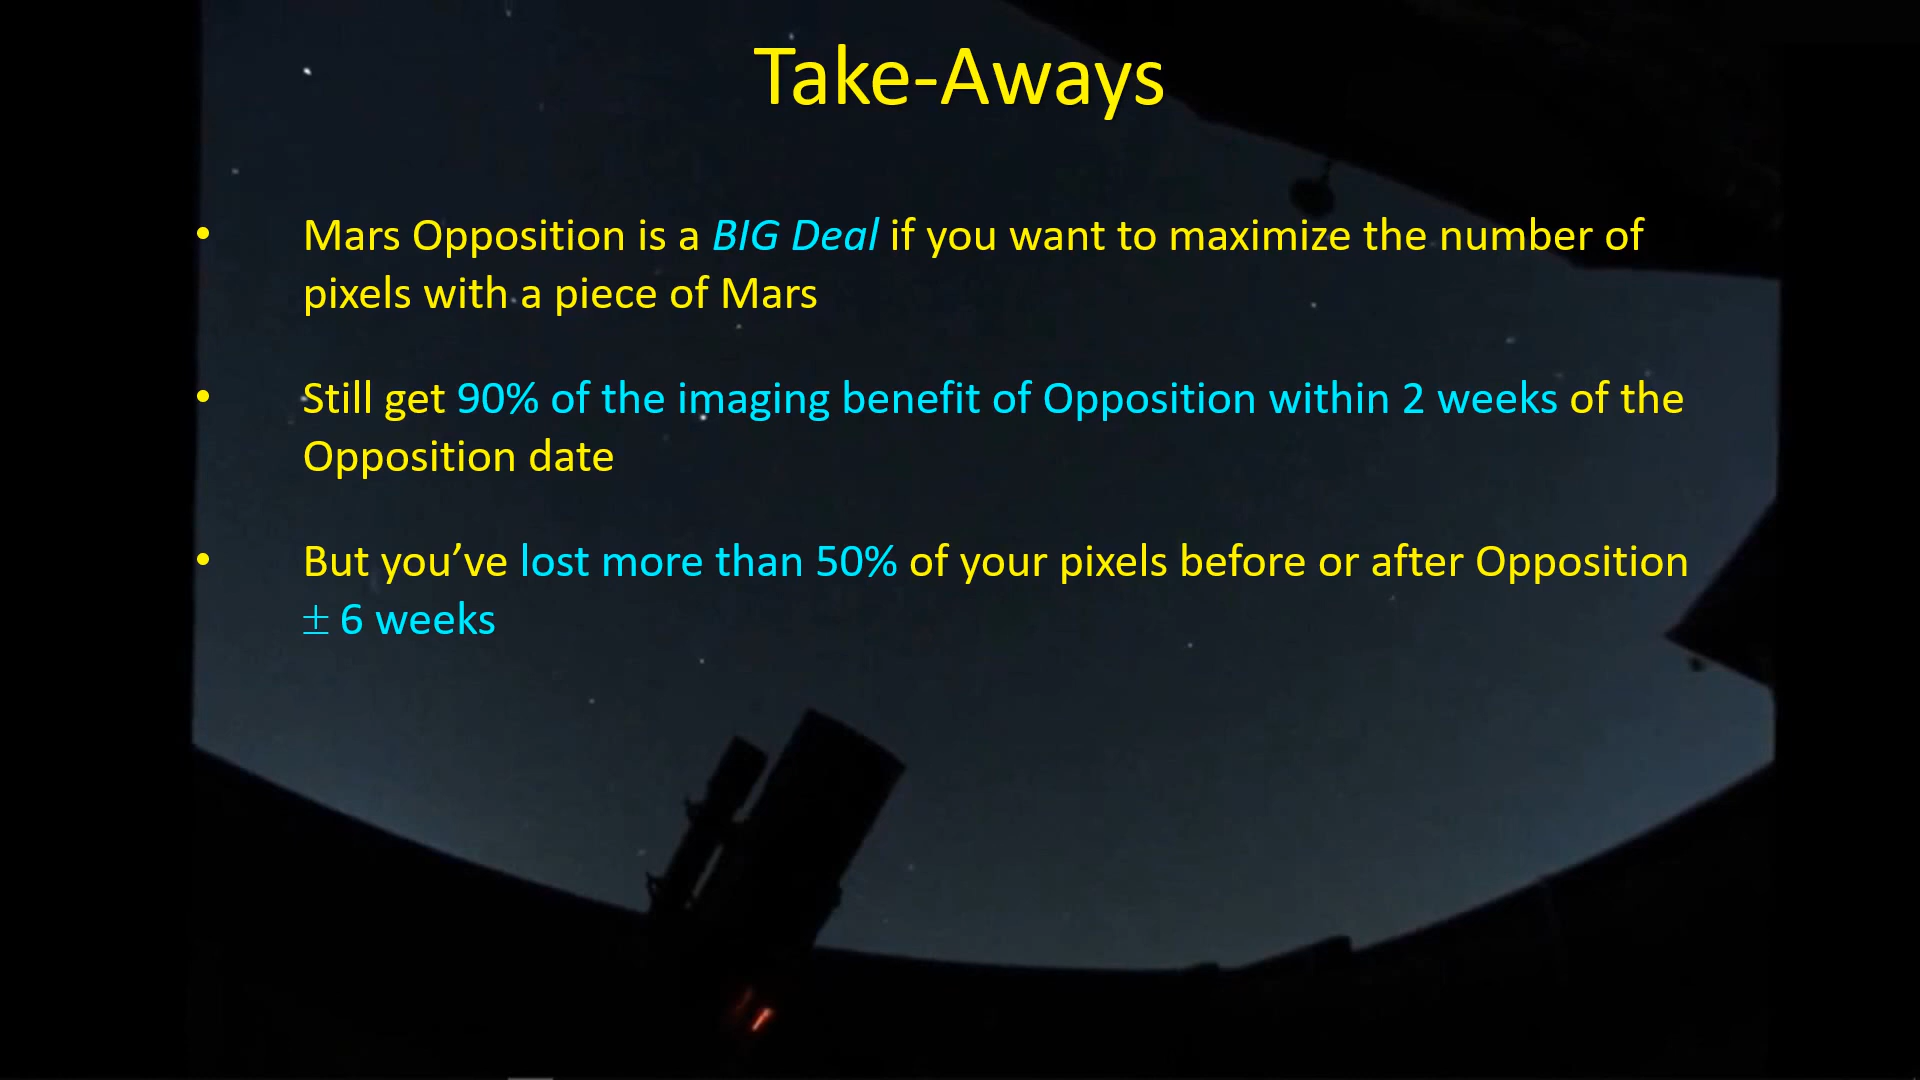 Take-Aways
• Mars Opposition is a BIG Deal if you want to maximize the number of
pixels with a piece of Mars
• Still get 90% of the imaging benefit of Opposition within 2 weeks of the
Opposition date
• But you’ve lost more than 50% of your pixels before or after Opposition
± 6 weeks